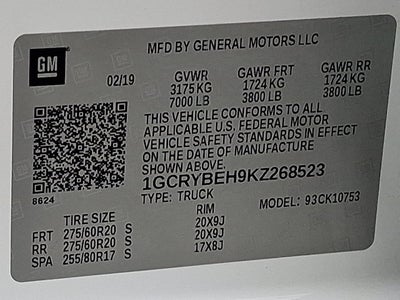 MFD BY GENERAL MOTORS LLC
GM
02/19 GVWR GAWR FRT GAWR RR
3175 KG 1724 KG 1724 KG
7000 LB 3800 LB 3800 LB
THIS VEHICLE CONFORMS TO ALL
APPLICABLE U.S. FEDERAL MOTOR
VEHICLE SAFETY STANDARDS IN EFFECT
ON THE DATE OF MANUFACTURE
SHOWN ABOVE.
1GCRYBEH9KZ268523
8624 TYPE: TRUCK MODEL: 93CK10753
TIRE SIZE RIM
FRT 275/60R20 S 20X9J
RR 275/60R20 S 20X9J
SPA 255/80R17 S 17X8J